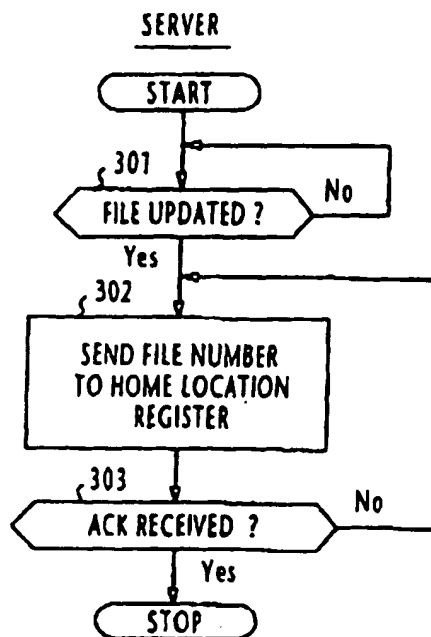 SERVER
START
301
FILE UPDATED ?
No
Yes
302
SEND FILE NUMBER
TO HOME LOCATION
REGISTER
303
ACK RECEIVED ?
No
Yes
STOP